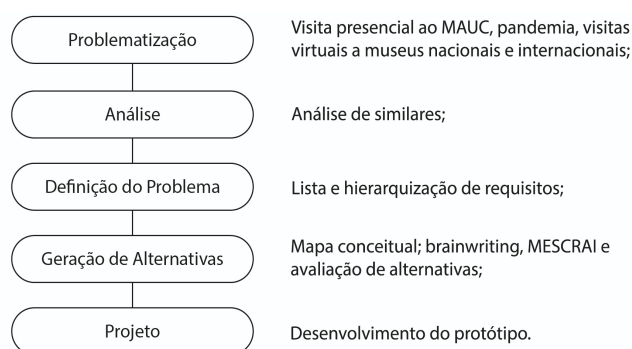 Problematização
Visita presencial ao MAUC, pandemia, visitas
virtuais a museus nacionais e internacionais;
Análise
Análise de similares;
Definição do Problema
Lista e hierarquização de requisitos;
Geração de Alternativas
Mapa conceitual; brainwriting, MESCRAI e
avaliação de alternativas;
Projeto
Desenvolvimento do protótipo.